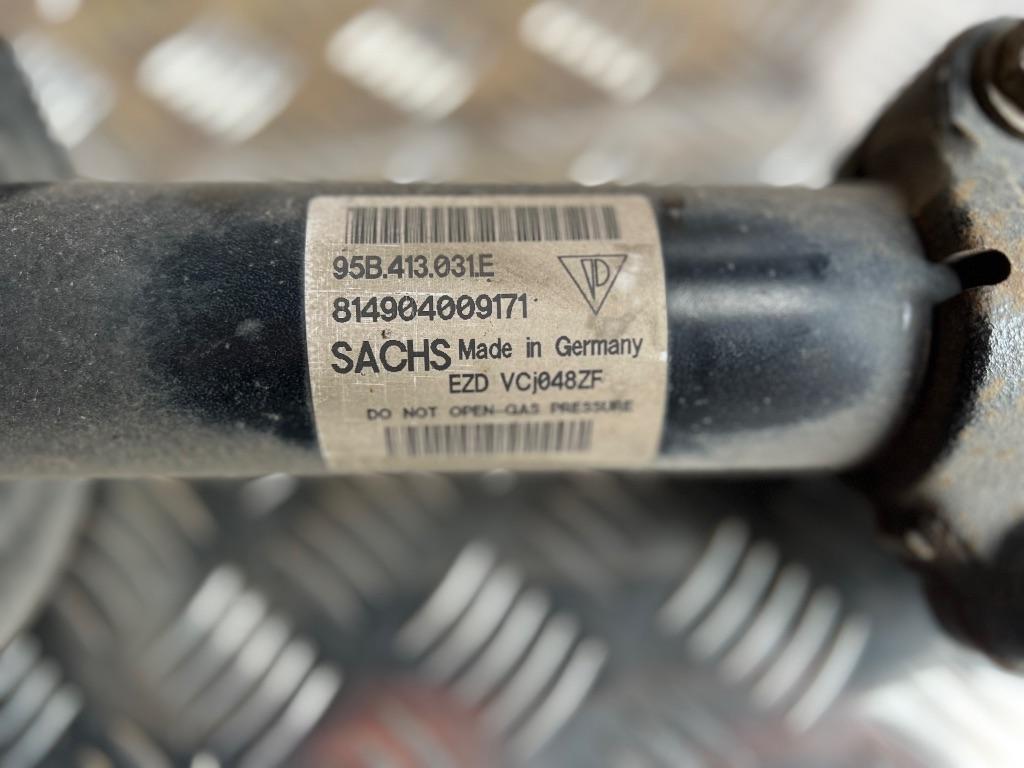 95B.413.031.E
814904009171
SACHS Made in Germany
EZD VCj048ZF
DO NOT OPEN-GAS PRESSURE